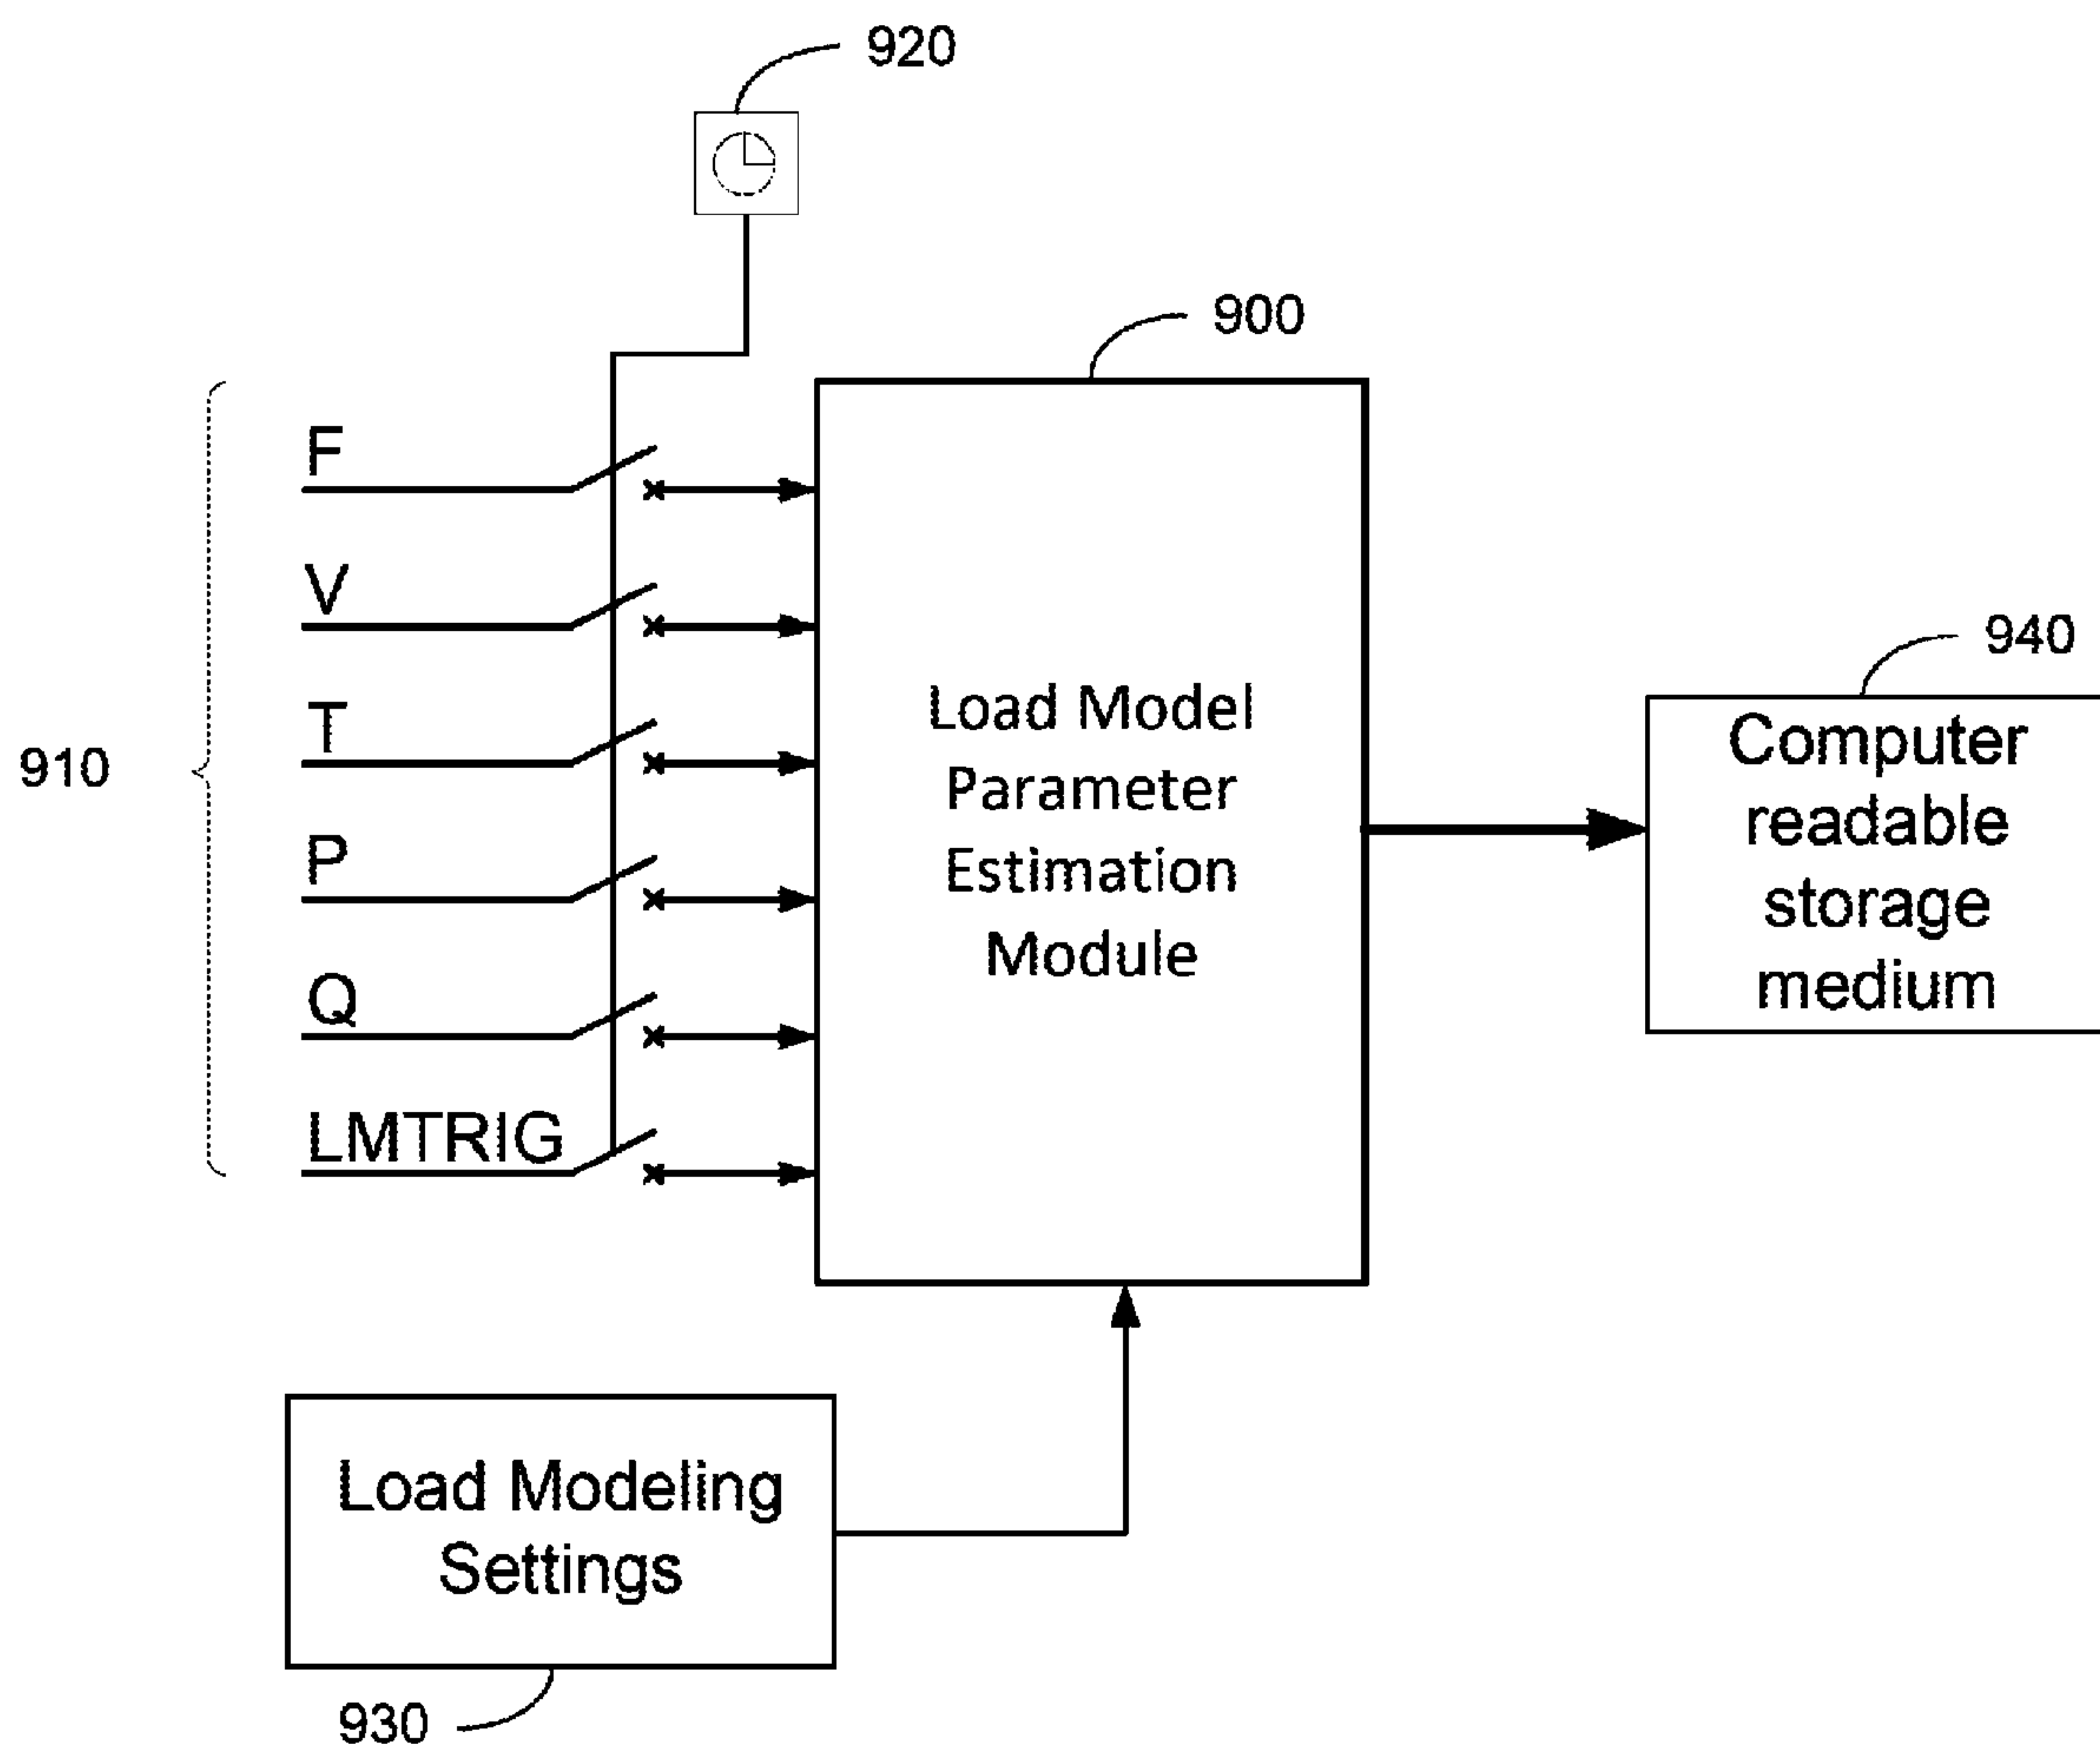 920
900
F
V
T
910
P
Q
LMTRIG
Load Model
Parameter
Estimation
Module
940
Computer
readable
storage
medium
Load Modeling
Settings
930